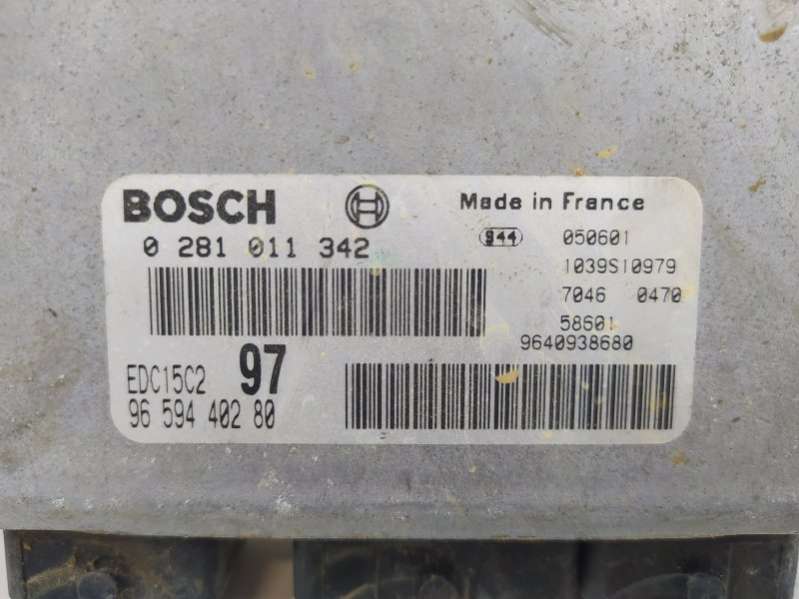 BOSCH
Made in France
0 281 011 342
944 050601
1039S10979
7046 0470
58601
9640938680
EDC15C2 97
96 594 402 80